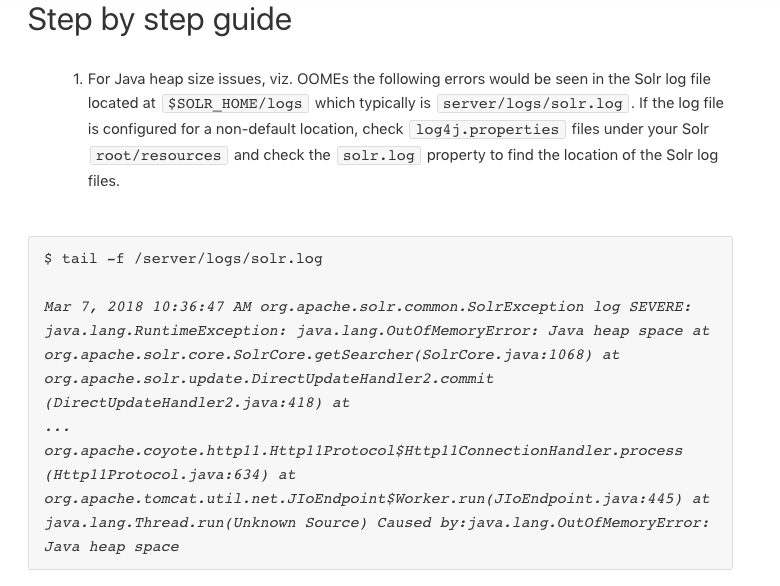 Step by step guide
1. For Java heap size issues, viz. OOMEs the following errors would be seen in the Solr log file
located at $SOLR_HOME/logs which typically is server/logs/solr.log . If the log file
is configured for a non-default location, check log4j.properties files under your Solr
root/resources and check the solr.log property to find the location of the Solr log
files.
$ tail -f /server/logs/solr.log
Mar 7, 2018 10:36:47 AM org.apache.solr.common.SolrException log SEVERE:
java.lang.RuntimeException: java.lang.OutOfMemoryError: Java heap space at
org.apache.solr.core.SolrCore.getSearcher(SolrCore.java:1068) at
org.apache.solr.update.DirectUpdateHandler2.commit
(DirectUpdateHandler2.java:418) at
...
org.apache.coyote.http11.Http11Protocol$Http11ConnectionHandler.process
(Http11Protocol.java:634) at
org.apache.tomcat.util.net.JIoEndpoint$Worker.run(JIoEndpoint.java:445) at
java.lang.Thread.run(Unknown Source) Caused by:java.lang.OutOfMemoryError:
Java heap space